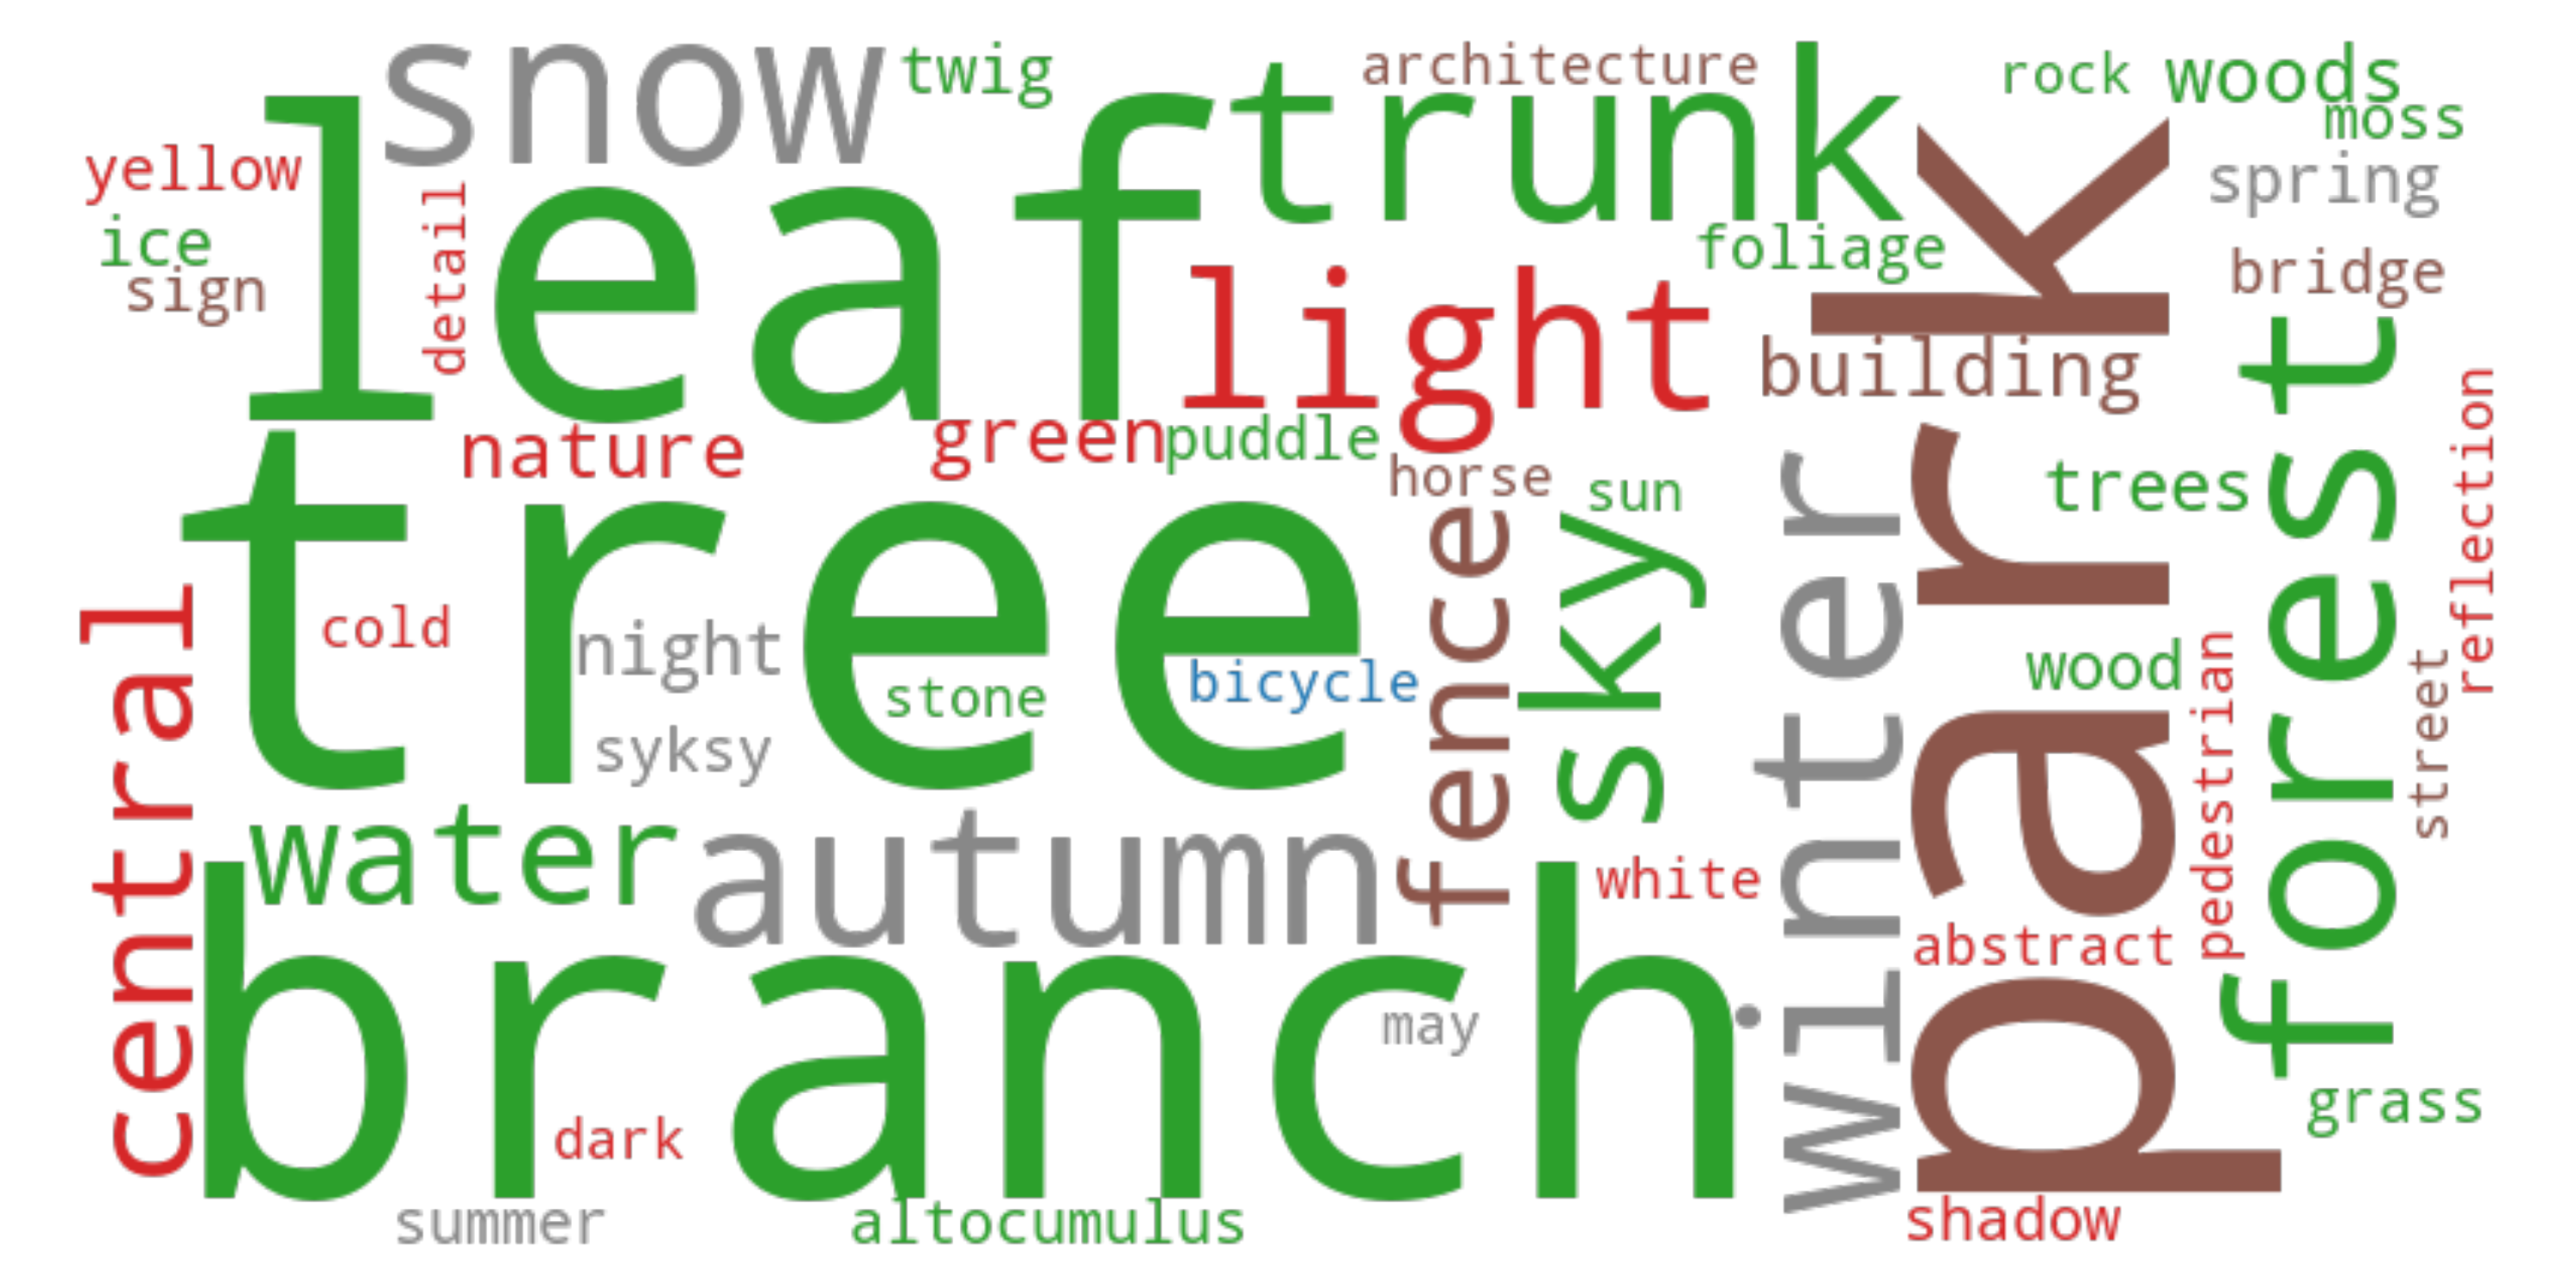 snow
twig
architecture
trunk
rock
woods
moss
yellow
leaf
detail
ice
sign
foliage
spring
light
bridge
building
park
nature
green
puddle
horse
sun
trees
forest
reflection
tree
central
cold
night
stone
bicycle
syksy
fence
sky
winter
wood
pedestrian
street
water
autumn
white
abstract
branch
may
dark
grass
summer
altocumulus
shadow